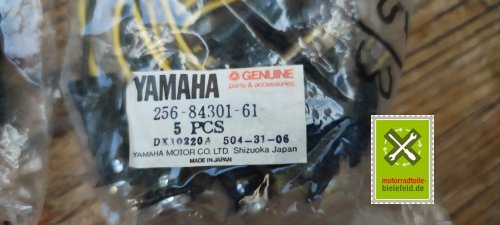 YAMAHA GENUINE
parts & accessories
256-84301-61
5 PCS
DX10220A 504-31-06
YAMAHA MOTOR CO., LTD. Shizuoka Japan
MADE IN JAPAN
motorradteile-
bielefeld.de